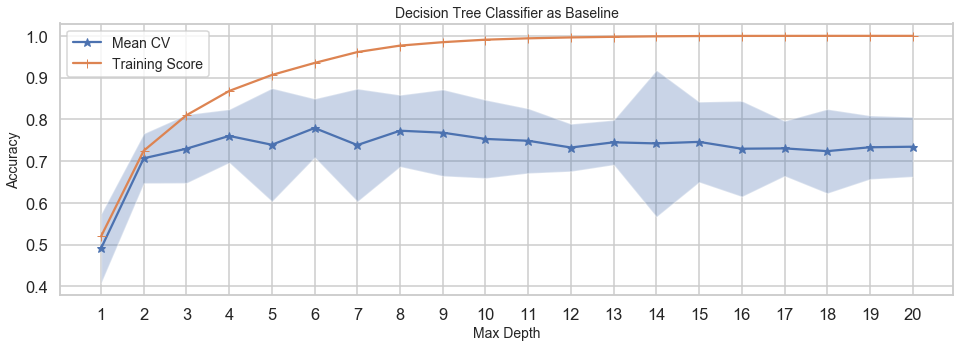 Decision Tree Classifier as Baseline
Mean CV
Training Score
Accuracy
1.0
0.9
0.8
0.7
0.6
0.5
0.4
1 2 3 4 5 6 7 8 9 10 11 12 13 14 15 16 17 18 19 20
Max Depth